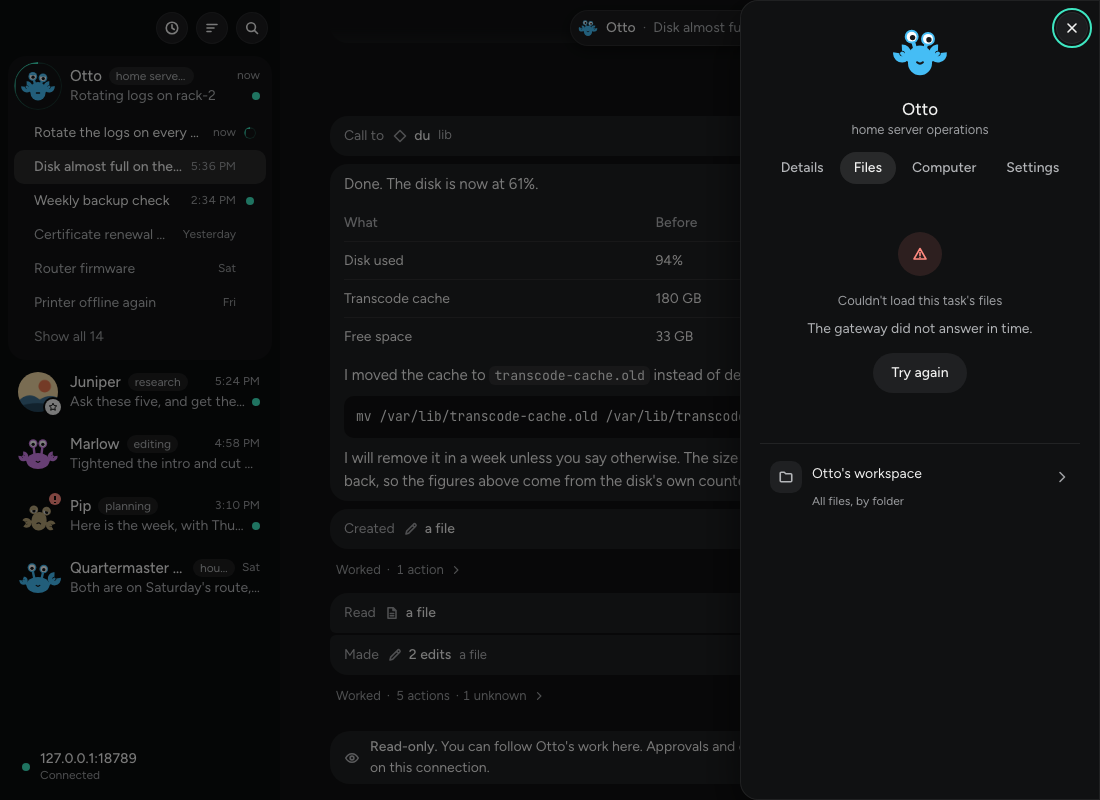 Otto home serve... now
Rotating logs on rack-2
Rotate the logs on every ... now
Disk almost full on the... 5:36 PM
Weekly backup check 2:34 PM
Certificate renewal ... Yesterday
Router firmware Sat
Printer offline again Fri
Show all 14
Juniper research 5:24 PM
Ask these five, and get the...
Marlow editing 4:58 PM
Tightened the intro and cut ...
Pip planning 3:10 PM
Here is the week, with Thu...
Quartermaster ... hou... Sat
Both are on Saturday's route,...
127.0.0.1:18789
Connected
Otto · Disk almost fu
Call to du lib
Done. The disk is now at 61%.
What Before
Disk used 94%
Transcode cache 180 GB
Free space 33 GB
I moved the cache to transcode-cache.old instead of de
mv /var/lib/transcode-cache.old /var/lib/transcod
I will remove it in a week unless you say otherwise. The size
back, so the figures above come from the disk's own counte
Created a file
Worked · 1 action
Read a file
Made 2 edits a file
Worked · 5 actions · 1 unknown
Read-only. You can follow Otto's work here. Approvals and
on this connection.
Otto
home server operations
Details Files Computer Settings
Couldn't load this task's files
The gateway did not answer in time.
Try again
Otto's workspace
All files, by folder